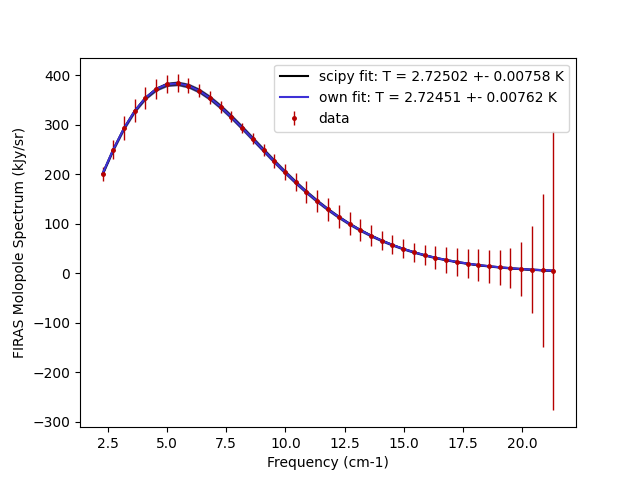 scipy fit: T = 2.72502 +- 0.00758 K
own fit: T = 2.72451 +- 0.00762 K
data
FIRAS Molopole Spectrum (kJy/sr)
400
300
200
100
0
−100
−200
−300
2.5 5.0 7.5 10.0 12.5 15.0 17.5 20.0
Frequency (cm-1)